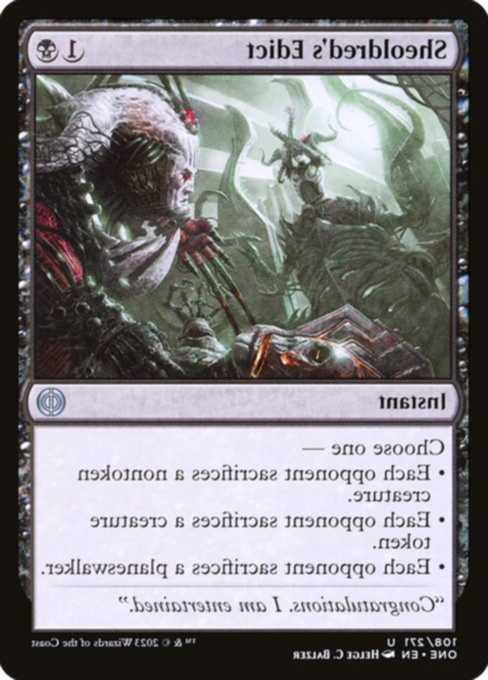 Sheoldred's Edict 1
Instant
Choose one —
• Each opponent sacrifices a nontoken
creature.
• Each opponent sacrifices a creature
token.
• Each opponent sacrifices a planeswalker.
“Congratulations. I am entertained.”
108/271 U
ONE • EN HELGE C. BALZER
™ & © 2023 Wizards of the Coast